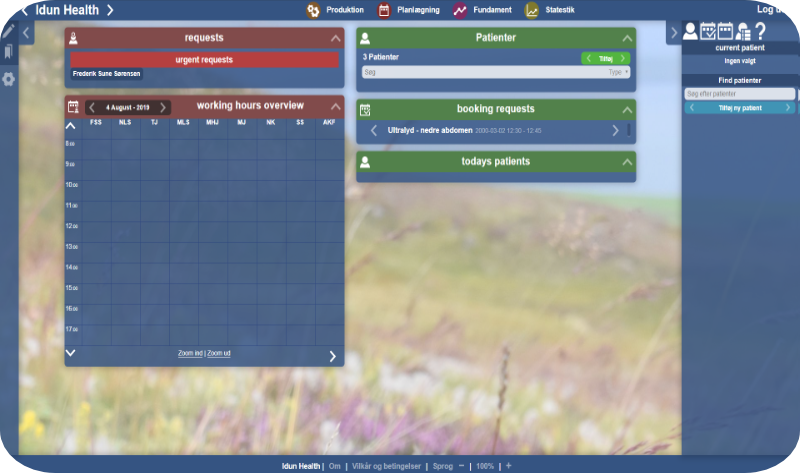 Idun Health
Produktion
Planlægning
Fundament
Statestik
Log
requests
urgent requests
Frederik Sune Sørensen
4 August - 2019
working hours overview
FSS NLS TJ MLS MHJ MJ NK SS AKF
8:00
9:00
10:00
11:00
12:00
13:00
14:00
15:00
16:00
17:00
Zoom ind | Zoom ud
Patienter
3 Patienter
Tilføj
Søg
Type
booking requests
Ultralyd - nedre abdomen 2000-03-02 12:30 - 12:45
todays patients
current patient
ingen valgt
Find patienter
Søg efter patienter
Tilføj ny patient
Idun Health | Om | Vilkår og betingelser | Sprog − | 100% | +